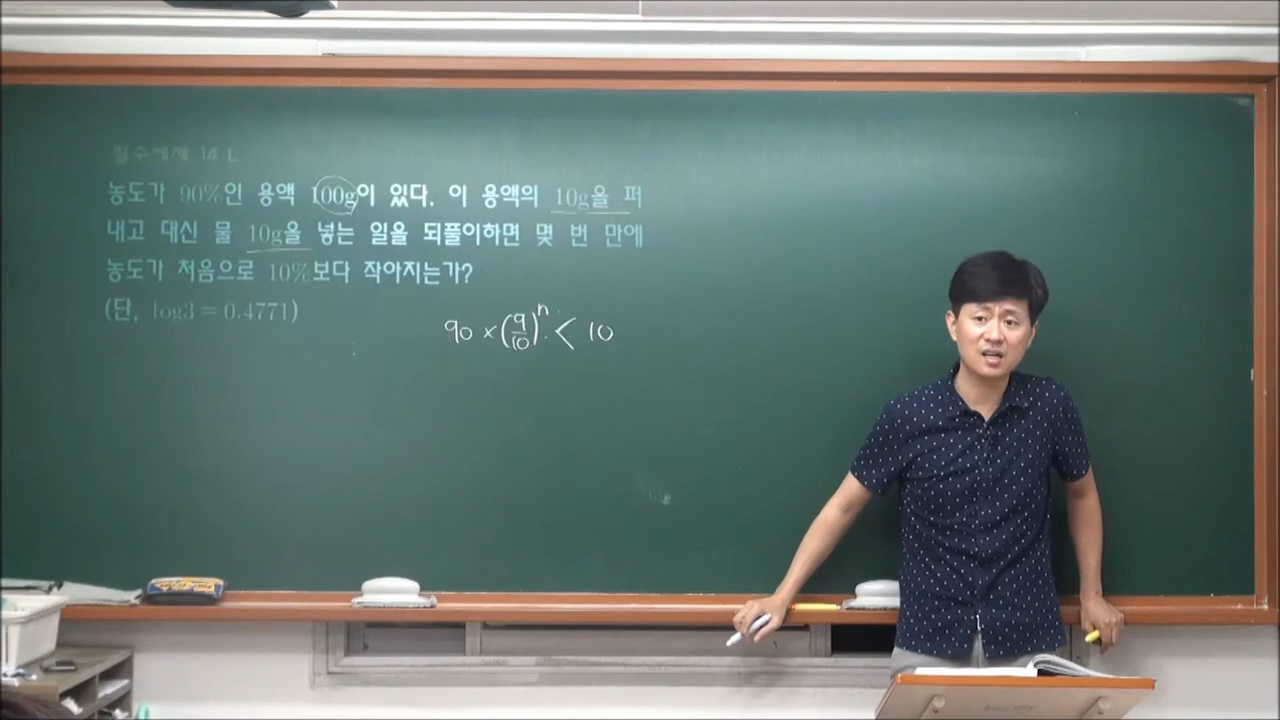 필수예제 14
농도가 90%인 용액 100g이 있다. 이 용액의 10g을 퍼
내고 대신 물 10g을 넣는 일을 되풀이하면 몇 번 만에
농도가 처음으로 10%보다 작아지는가?
(단, log3 = 0.4771)
90 × (9/10)^n < 10